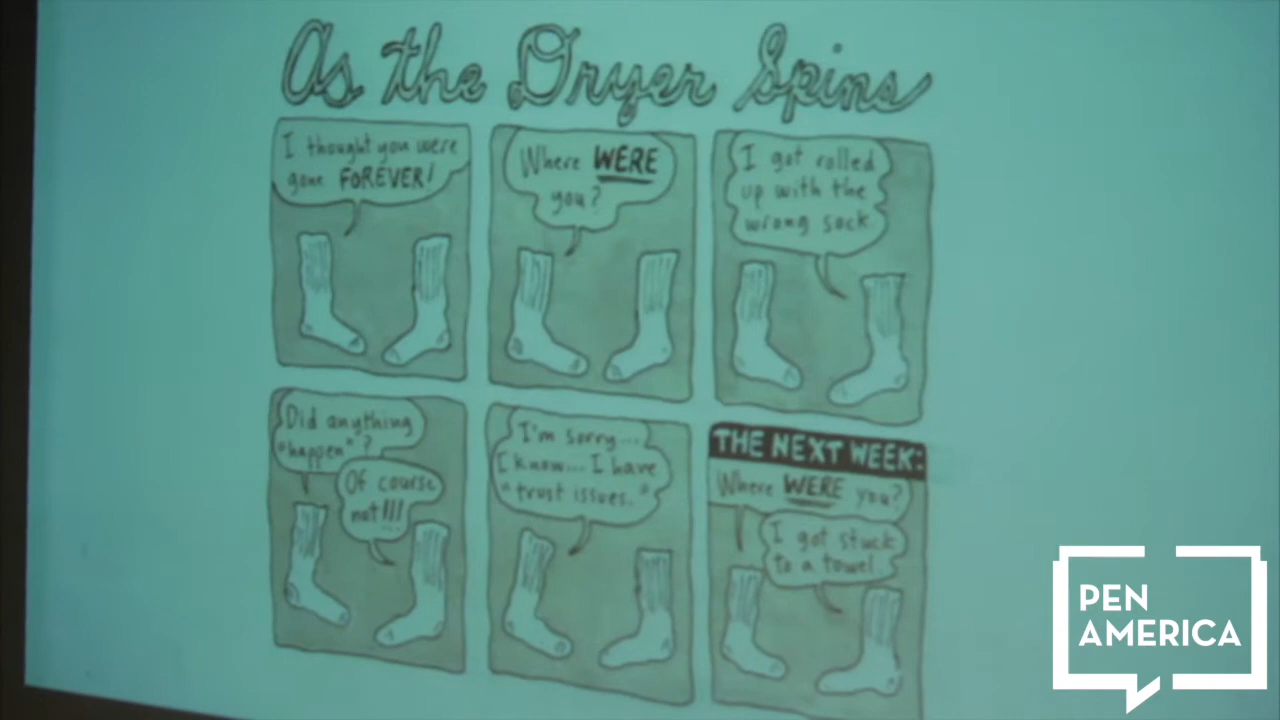 As the Dryer Spins
I thought you were
gone FOREVER!
Where WERE
you?
I got rolled
up with the
wrong sock
Did anything
"happen"?
Of course
not!!!
I'm sorry...
I know... I have
"trust issues."
THE NEXT WEEK:
Where WERE you?
I got stuck
to a towel.
PEN
AMERICA